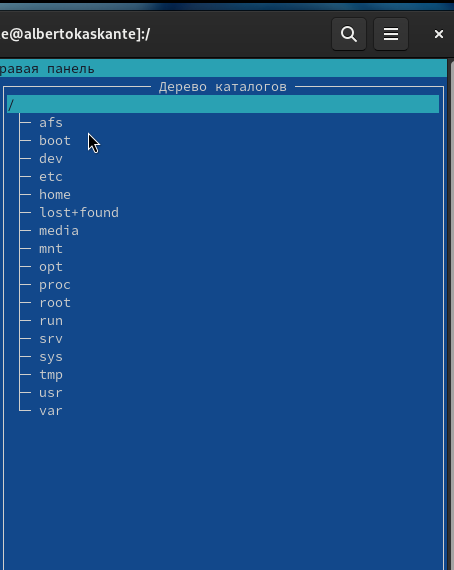 e@albertokaskante]:/
равая панель
Дерево каталогов
/
afs
boot
dev
etc
home
lost+found
media
mnt
opt
proc
root
run
srv
sys
tmp
usr
var